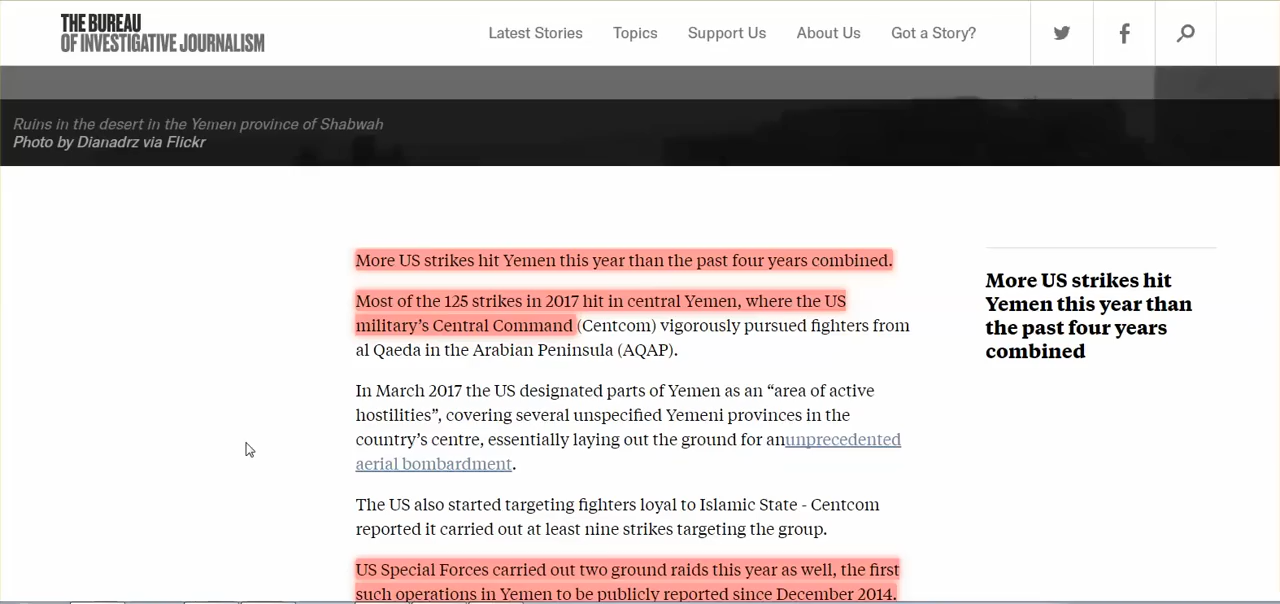 THE BUREAU
OF INVESTIGATIVE JOURNALISM
Latest Stories
Topics
Support Us
About Us
Got a Story?
Ruins in the desert in the Yemen province of Shabwah
Photo by Dianadrz via Flickr
More US strikes hit Yemen this year than the past four years combined.
Most of the 125 strikes in 2017 hit in central Yemen, where the US
military’s Central Command (Centcom) vigorously pursued fighters from
al Qaeda in the Arabian Peninsula (AQAP).
In March 2017 the US designated parts of Yemen as an “area of active
hostilities”, covering several unspecified Yemeni provinces in the
country’s centre, essentially laying out the ground for anunprecedented
aerial bombardment.
The US also started targeting fighters loyal to Islamic State - Centcom
reported it carried out at least nine strikes targeting the group.
US Special Forces carried out two ground raids this year as well, the first
such operations in Yemen to be publicly reported since December 2014.
More US strikes hit
Yemen this year than
the past four years
combined